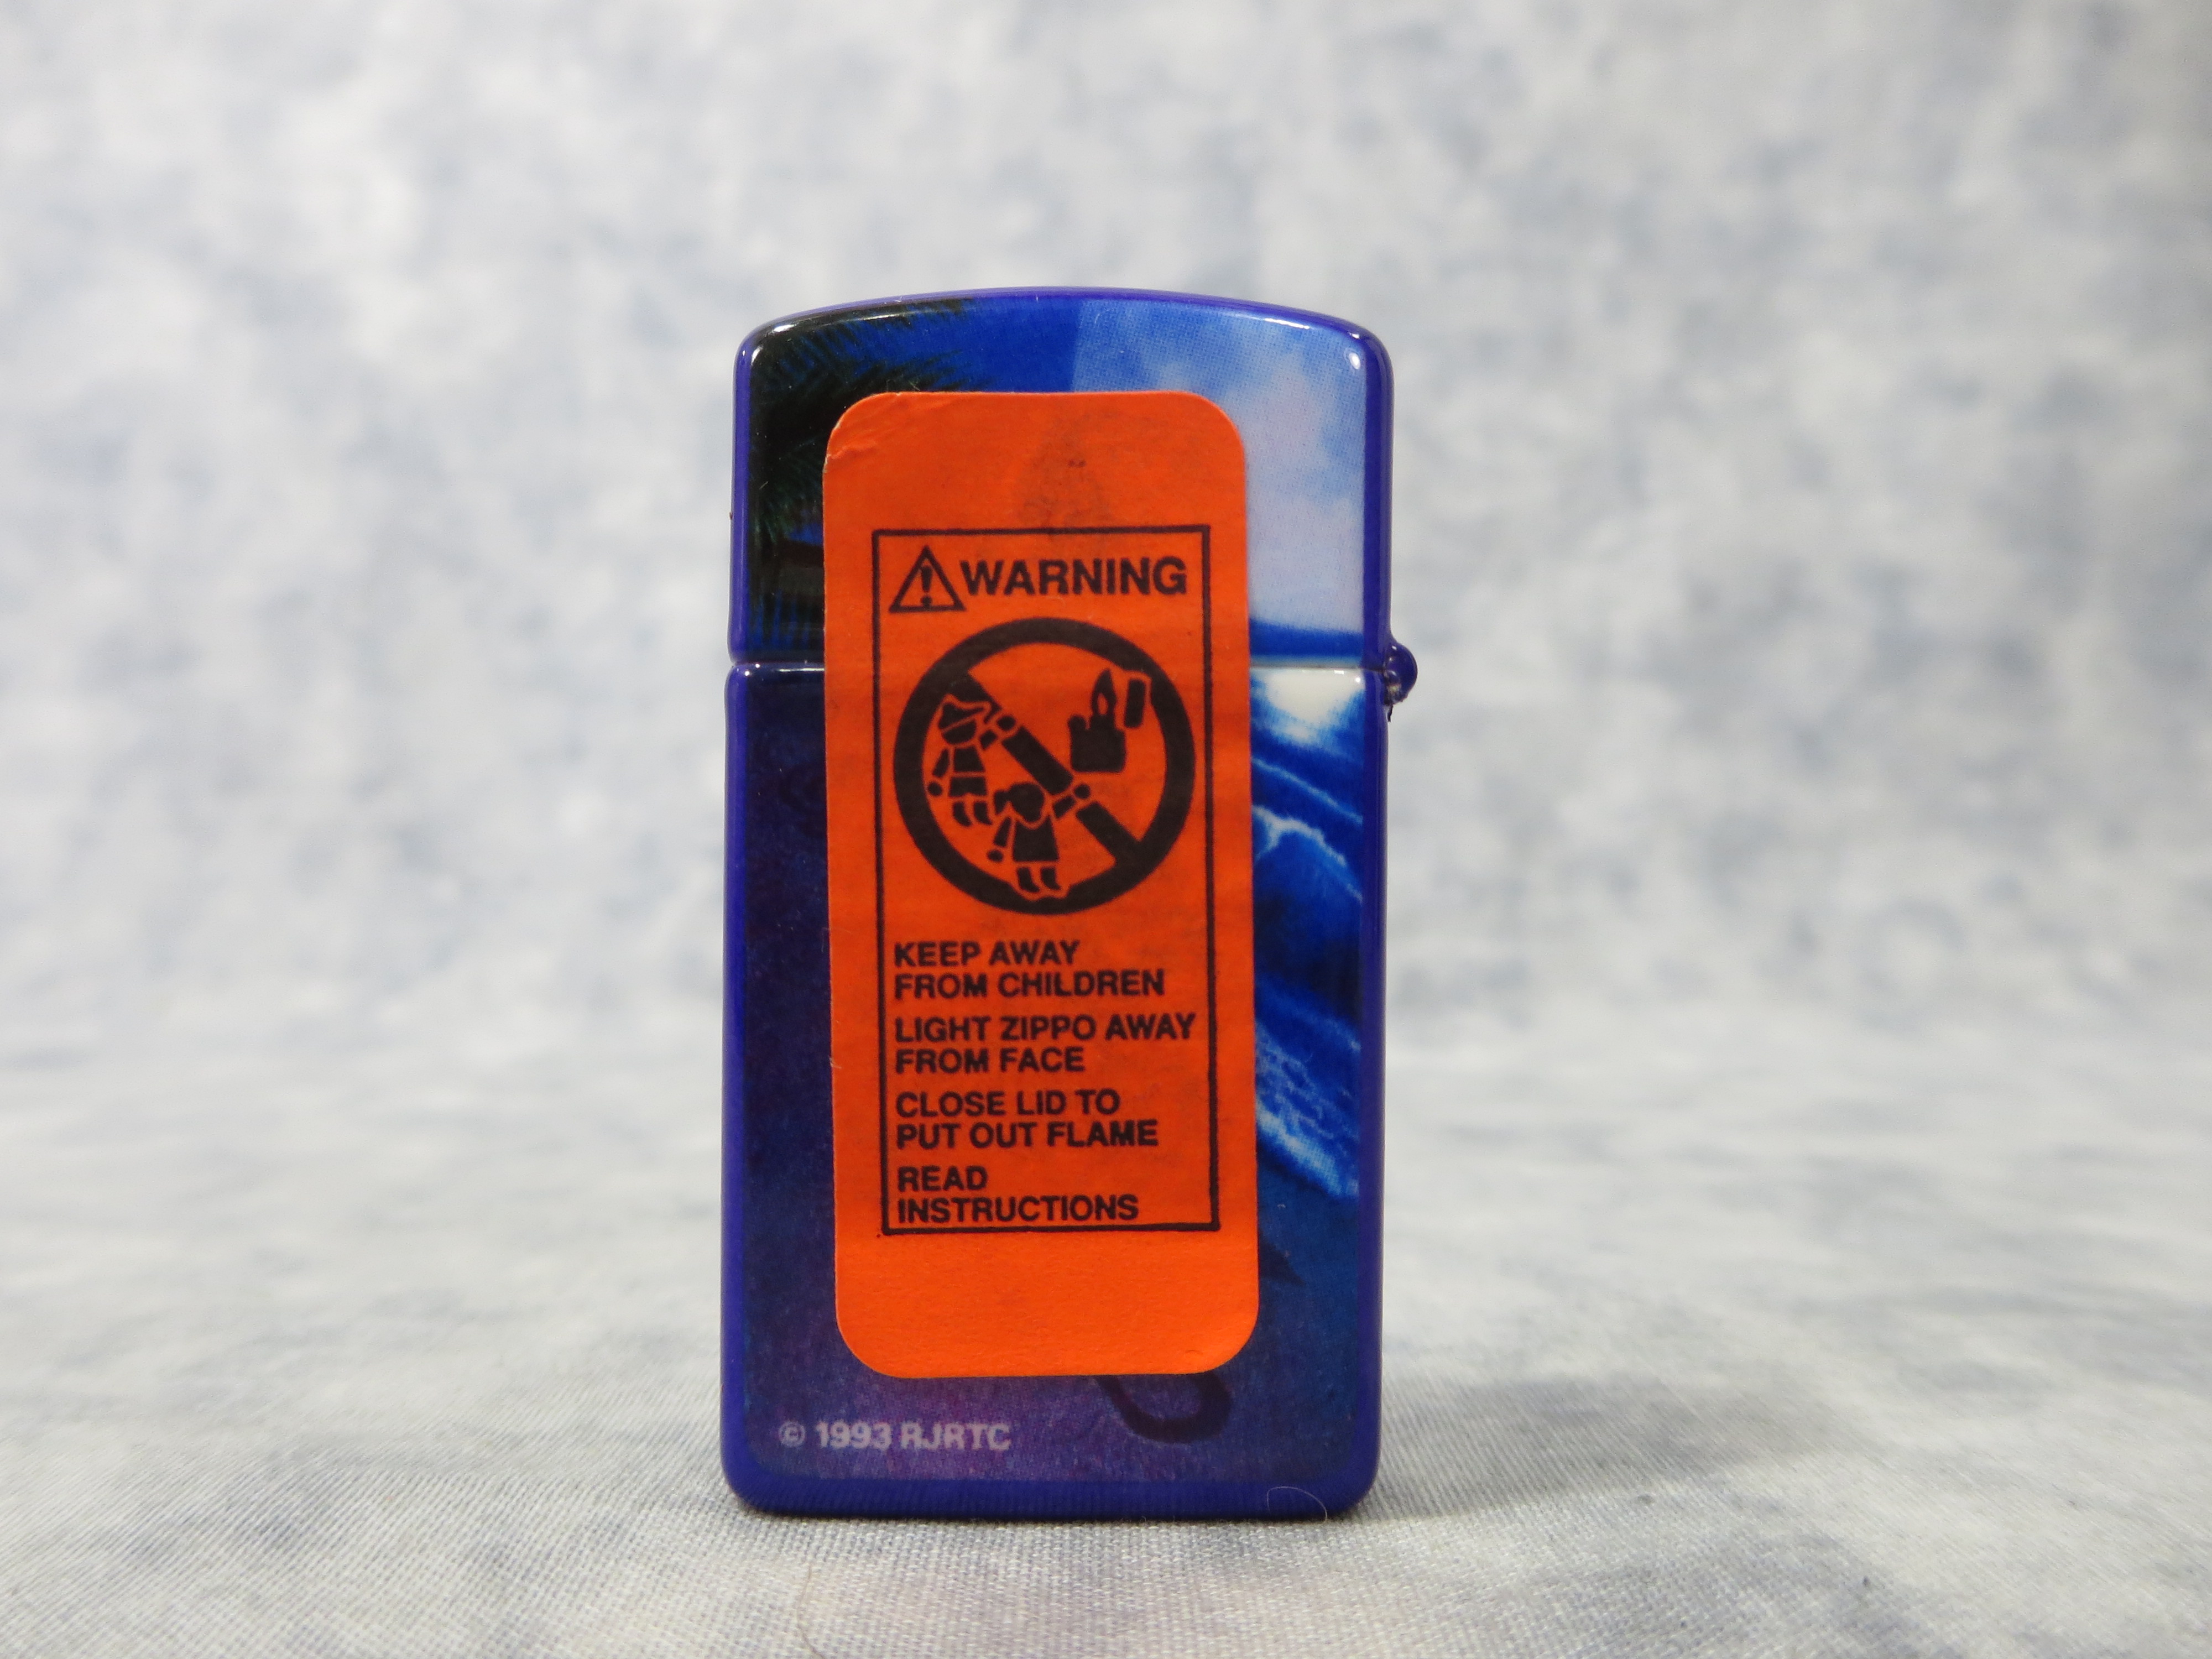 WARNING
KEEP AWAY
FROM CHILDREN
LIGHT ZIPPO AWAY
FROM FACE
CLOSE LID TO
PUT OUT FLAME
READ
INSTRUCTIONS
© 1993 RJRTC